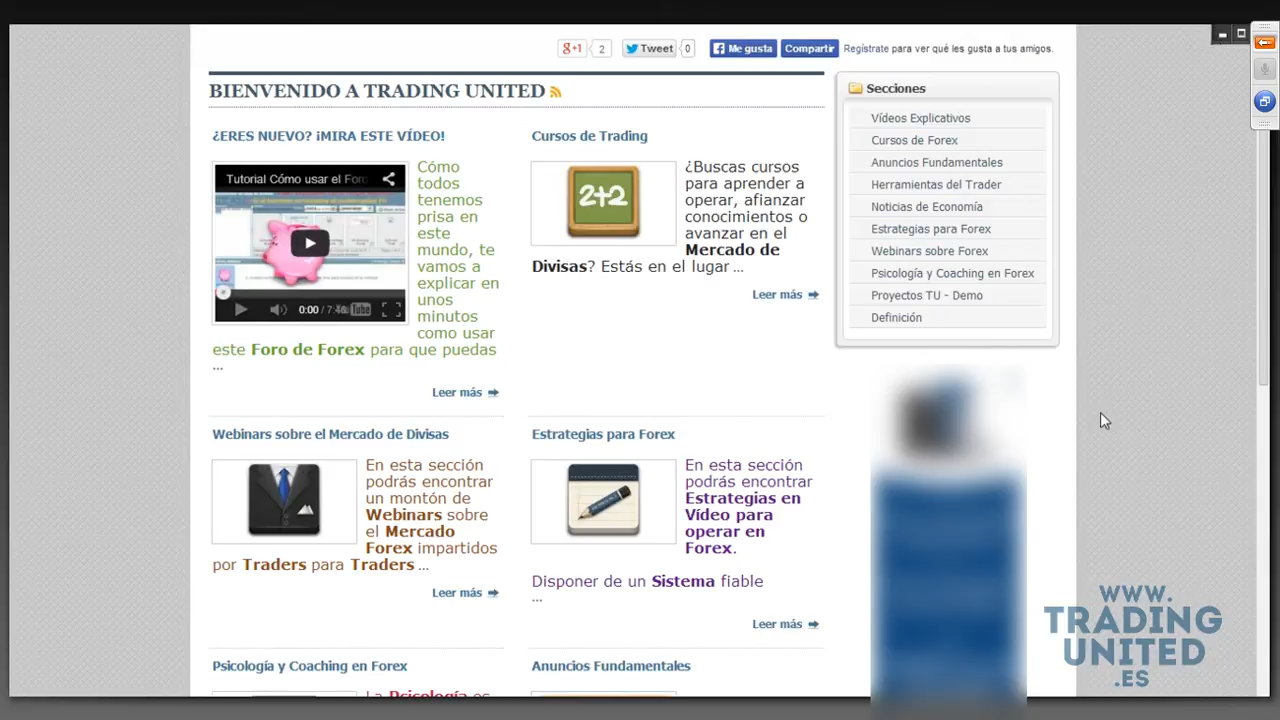 g+1 2 Tweet 0 Me gusta Compartir Regístrate para ver qué les gusta a tus amigos.
BIENVENIDO A TRADING UNITED
¿ERES NUEVO? ¡MIRA ESTE VÍDEO!
Tutorial Cómo usar el Foro
0:00
YouTube
Cómo
todos
tenemos
prisa en
este
mundo, te
vamos a
explicar en
unos
minutos
como usar
este Foro de Forex para que puedas
...
Leer más
Cursos de Trading
2+2
¿Buscas cursos
para aprender a
operar, afianzar
conocimientos o
avanzar en el
Mercado de
Divisas? Estás en el lugar ...
Leer más
Webinars sobre el Mercado de Divisas
En esta sección
podrás encontrar
un montón de
Webinars sobre
el Mercado
Forex impartidos
por Traders para Traders ...
Leer más
Estrategias para Forex
En esta sección
podrás encontrar
Estrategias en
Vídeo para
operar en
Forex.
Disponer de un Sistema fiable
...
Leer más
Psicología y Coaching en Forex
La Psicología es
Anuncios Fundamentales
Secciones
Vídeos Explicativos
Cursos de Forex
Anuncios Fundamentales
Herramientas del Trader
Noticias de Economía
Estrategias para Forex
Webinars sobre Forex
Psicología y Coaching en Forex
Proyectos TU - Demo
Definición
WWW.
TRADING
UNITED
.ES